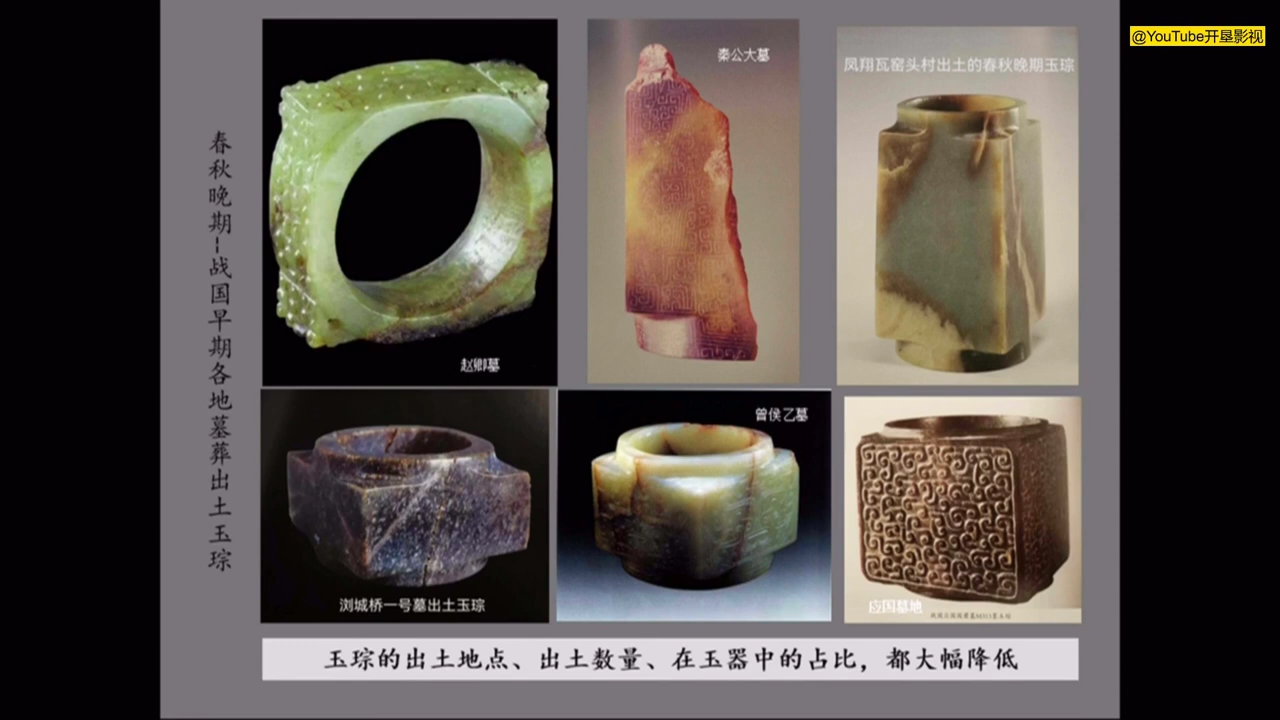 @YouTube开垦影视
春秋晚期-战国早期各地墓葬出土玉琮
赵卿墓
秦公大墓
凤翔瓦窑头村出土的春秋晚期玉琮
浏城桥一号墓出土玉琮
曾侯乙墓
应国墓地
玉琮的出土地点、出土数量、在玉器中的占比，都大幅降低